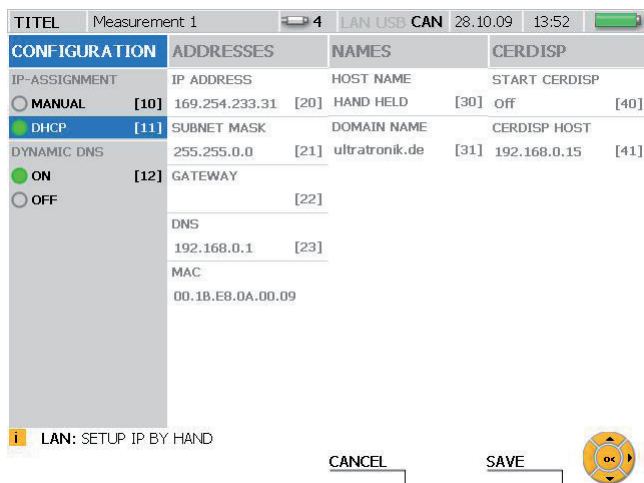 TITEL Measurement 1 4 LAN USB CAN 28.10.09 13:52
CONFIGURATION ADDRESSES NAMES CERDISP
IP-ASSIGNMENT IP ADDRESS HOST NAME START CERDISP
MANUAL [10] 169.254.233.31 [20] HAND HELD [30] Off [40]
DHCP [11] SUBNET MASK DOMAIN NAME CERDISP HOST
DYNAMIC DNS 255.255.0.0 [21] ultratronik.de [31] 192.168.0.15 [41]
ON [12] GATEWAY
OFF [22]
DNS
192.168.0.1 [23]
MAC
00.1B.E8.0A.00.09
i LAN: SETUP IP BY HAND
CANCEL SAVE OK